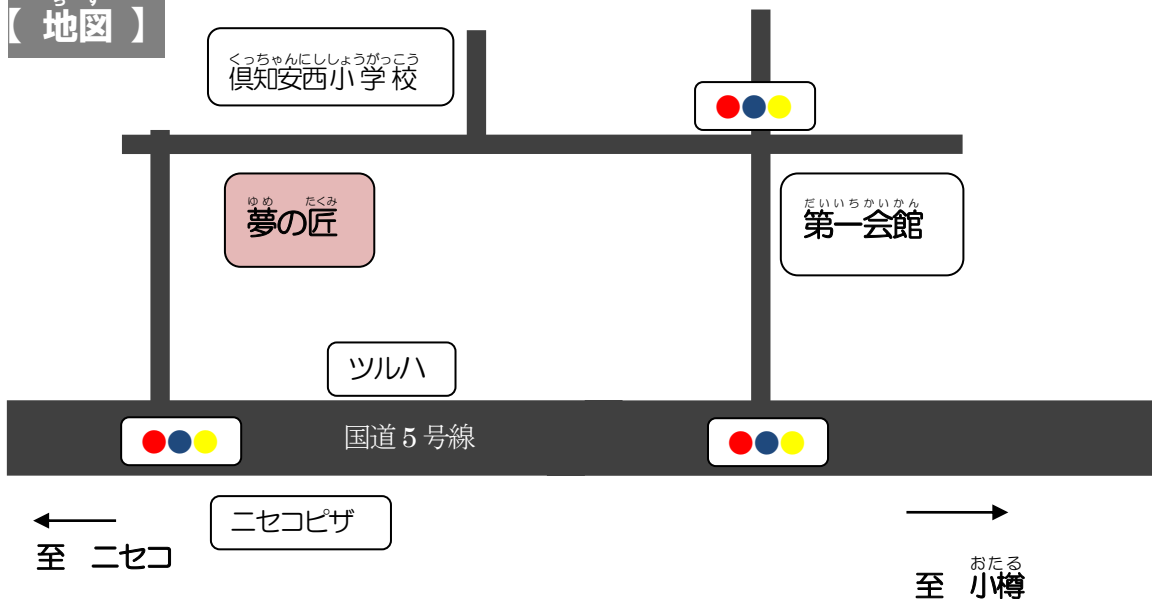 ち ず
【 地図 】
くっちゃんにししょうがっこう
倶知安西小学校
ゆめ たくみ
夢の匠
だいいちかいかん
第一会館
ツルハ
国道5号線
ニセコピザ
至 ニセコ
おたる
至 小樽